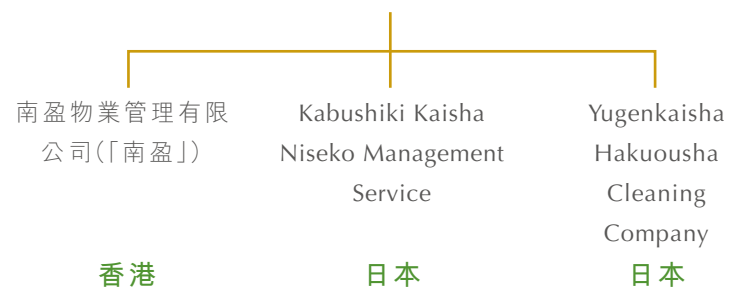 南盈物業管理有限
公司(「南盈」)
Kabushiki Kaisha
Niseko Management
Service
Yugenkaisha
Hakuousha
Cleaning
Company
香港
日本
日本